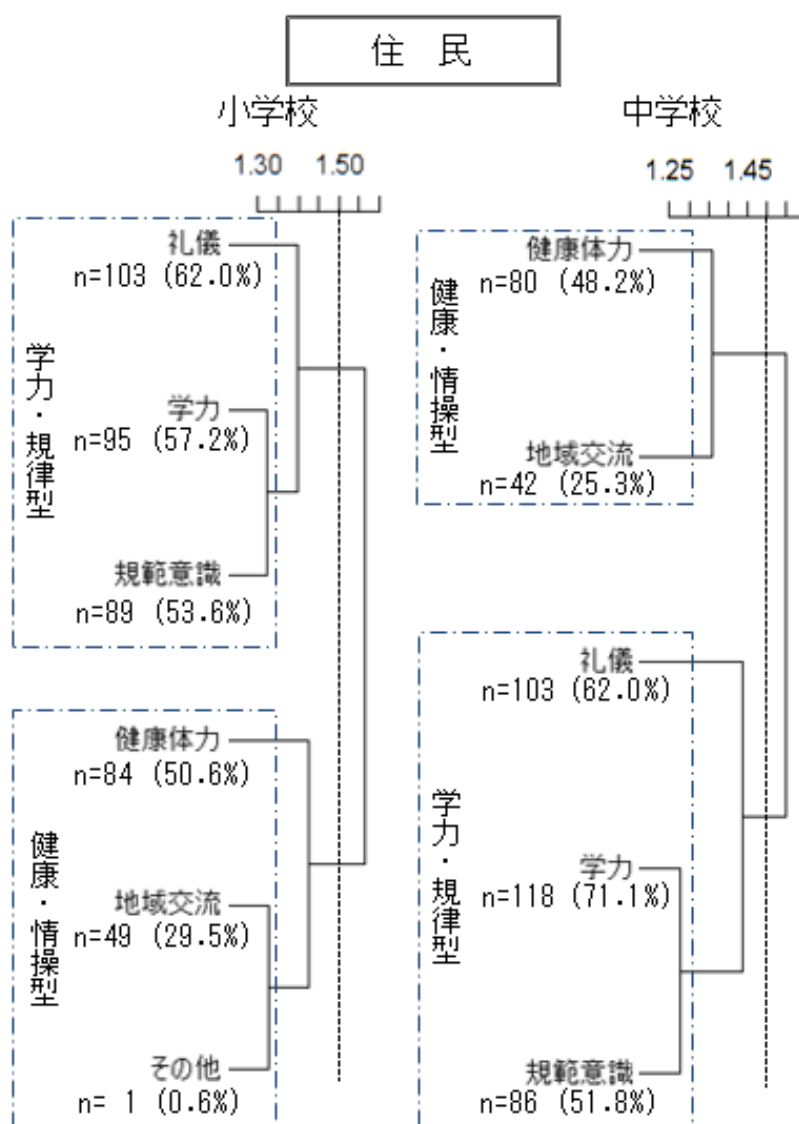 住 民
小学校
1.30 1.50
学力・規律型
礼儀
n=103 (62.0%)
学力
n=95 (57.2%)
規範意識
n=89 (53.6%)
健康・情操型
健康体力
n=84 (50.6%)
地域交流
n=49 (29.5%)
その他
n= 1 (0.6%)
中学校
1.25 1.45
健康・情操型
健康体力
n=80 (48.2%)
地域交流
n=42 (25.3%)
学力・規律型
礼儀
n=103 (62.0%)
学力
n=118 (71.1%)
規範意識
n=86 (51.8%)